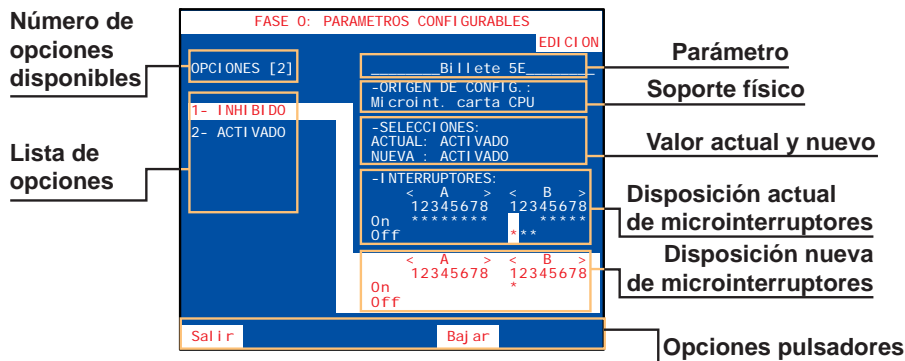 FASE O: PARAMETROS CONFIGURABLES
EDICION
Número de
opciones
disponibles
OPCIONES [2]
Lista de
opciones
1- INHIBIDO
2- ACTIVADO
Billete 5E
-ORIGEN DE CONFIG.:
Microint. carta CPU
-SELECCIONES:
ACTUAL: ACTIVADO
NUEVA : ACTIVADO
-INTERRUPTORES:
< A > < B >
12345678 12345678
On ******** *****
Off ***
< A > < B >
12345678 12345678
On *
Off
Salir Bajar
Parámetro
Soporte físico
Valor actual y nuevo
Disposición actual
de microinterruptores
Disposición nueva
de microinterruptores
Opciones pulsadores